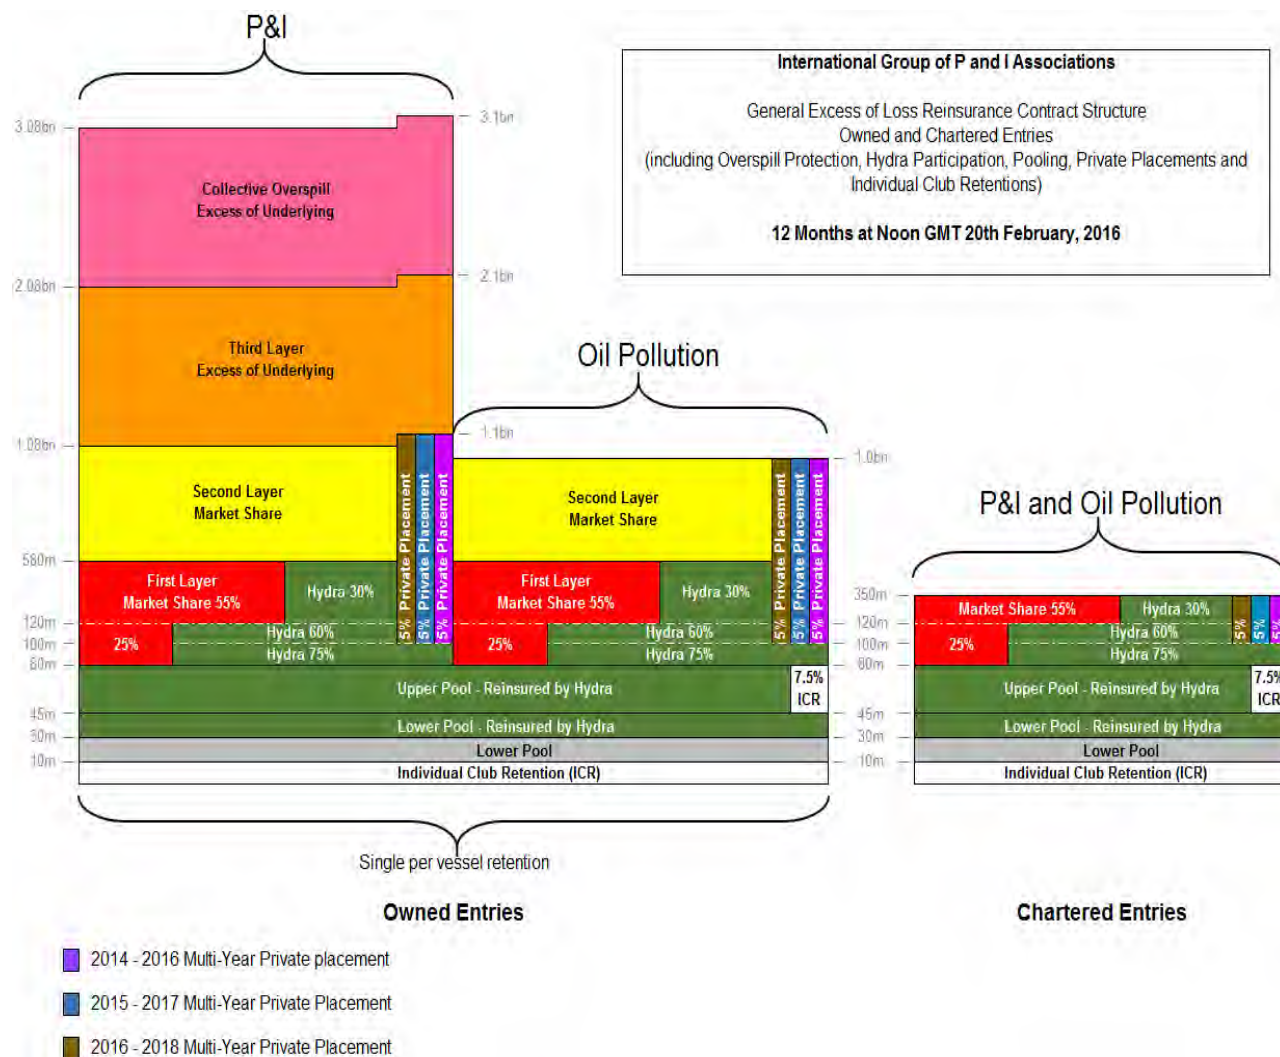 P&I
International Group of P and I Associations
General Excess of Loss Reinsurance Contract Structure
Owned and Chartered Entries
(including Overspill Protection, Hydra Participation, Pooling, Private Placements and
Individual Club Retentions)
12 Months at Noon GMT 20th February, 2016
3.08bn
3.1bn
Collective Overspill
Excess of Underlying
2.08bn
2.1bn
Third Layer
Excess of Underlying
Oil Pollution
1.08bn
1.1bn
1.0bn
Second Layer
Market Share
5% Private Placement
5% Private Placement
5% Private Placement
Second Layer
Market Share
5% Private Placement
5% Private Placement
5% Private Placement
P&I and Oil Pollution
580m
First Layer
Market Share 55%
Hydra 30%
First Layer
Market Share 55%
Hydra 30%
350m
Market Share 55%
Hydra 30%
5%
5%
5%
120m
120m
Hydra 60%
Hydra 60%
Hydra 60%
25%
25%
25%
100m
100m
Hydra 75%
Hydra 75%
Hydra 75%
80m
80m
Upper Pool - Reinsured by Hydra
7.5%
ICR
Upper Pool - Reinsured by Hydra
7.5%
ICR
45m
45m
Lower Pool - Reinsured by Hydra
Lower Pool - Reinsured by Hydra
30m
30m
Lower Pool
Lower Pool
10m
10m
Individual Club Retention (ICR)
Individual Club Retention (ICR)
Single per vessel retention
Owned Entries
Chartered Entries
2014 - 2016 Multi-Year Private placement
2015 - 2017 Multi-Year Private Placement
2016 - 2018 Multi-Year Private Placement